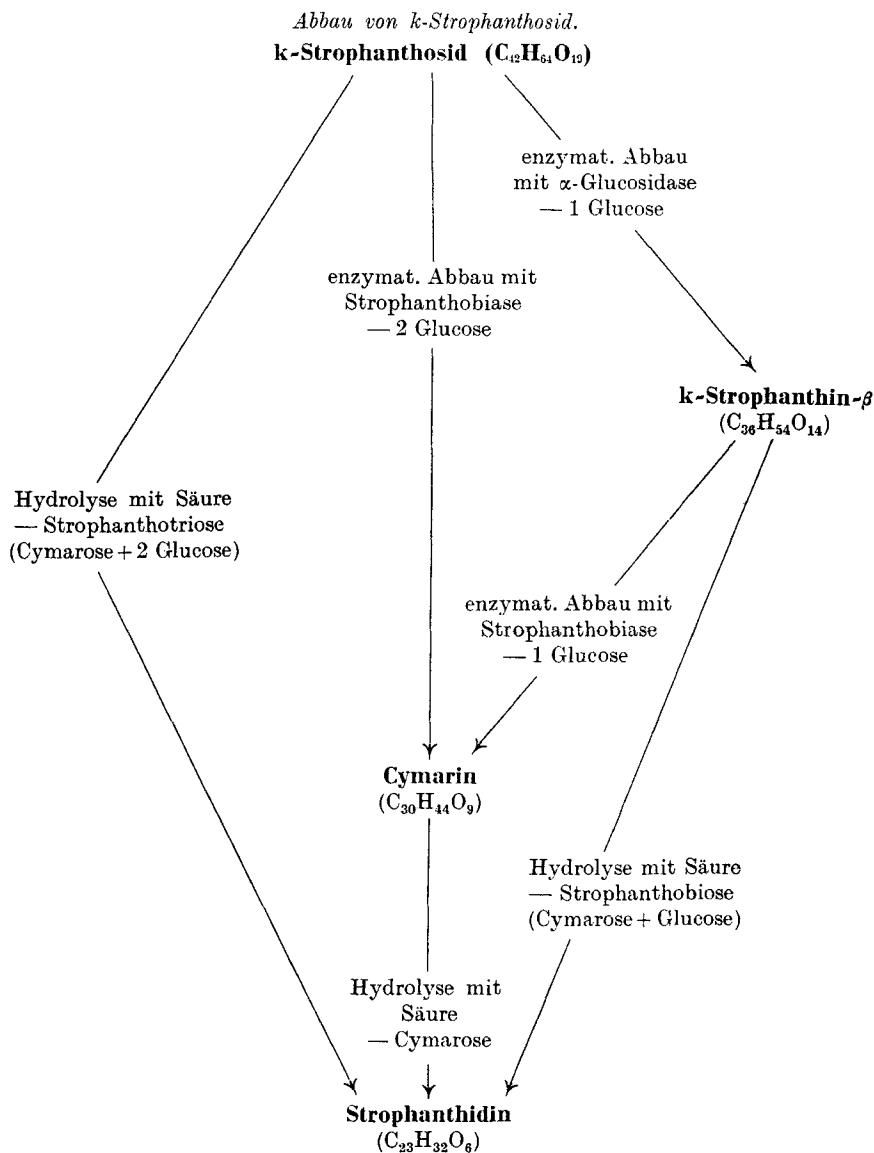 Abbau von k-Strophanthosid.
k-Strophanthosid (C₄₂H₆₄O₁₉)
enzymat. Abbau
mit α-Glucosidase
— 1 Glucose
enzymat. Abbau mit
Strophanthobiase
— 2 Glucose
k-Strophanthin-β
(C₃₆H₅₄O₁₄)
Hydrolyse mit Säure
— Strophanthotriose
(Cymarose + 2 Glucose)
enzymat. Abbau mit
Strophanthobiase
— 1 Glucose
Cymarin
(C₃₀H₄₄O₉)
Hydrolyse mit Säure
— Strophanthobiose
(Cymarose + Glucose)
Hydrolyse mit
Säure
— Cymarose
Strophanthidin
(C₂₃H₃₂O₆)